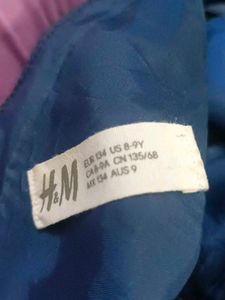 H&M
EUR 134 US 8-9Y
CA 8-9A CN 135/68
MX 134 AUS 9